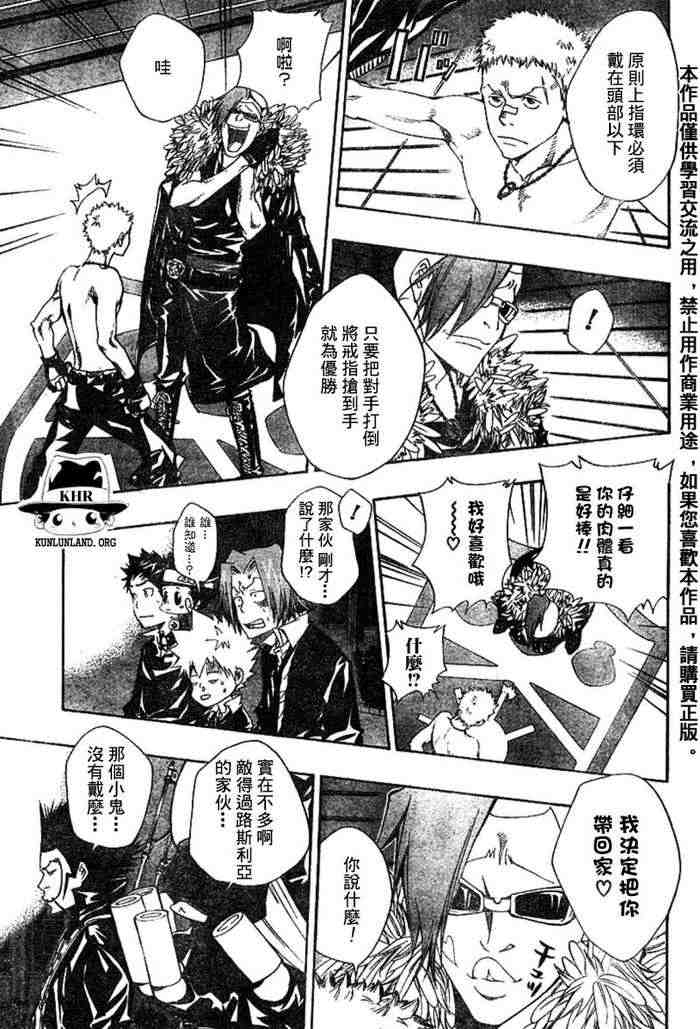 原則上指環必須
戴在頭部以下
啊啦？
哇
！
只要把對手打倒
將戒指搶到手
就為優勝
仔細一看
你的肉體真的
是好棒!!
我好喜歡哦
～～♡
什麼!?
！
那家伙 剛才…
說了什麼!?
誰…
誰知道…？
我決定把你
帶回家♡
チュッ
你說什麼！
實在不多啊
敵得過路斯利亞
的家伙…
那個小鬼
沒有戴麼…
KHR
KUNLUNLAND.ORG
本作品僅供學習交流之用，禁止用作商業用途，如果您喜歡本作品，請購買正版。